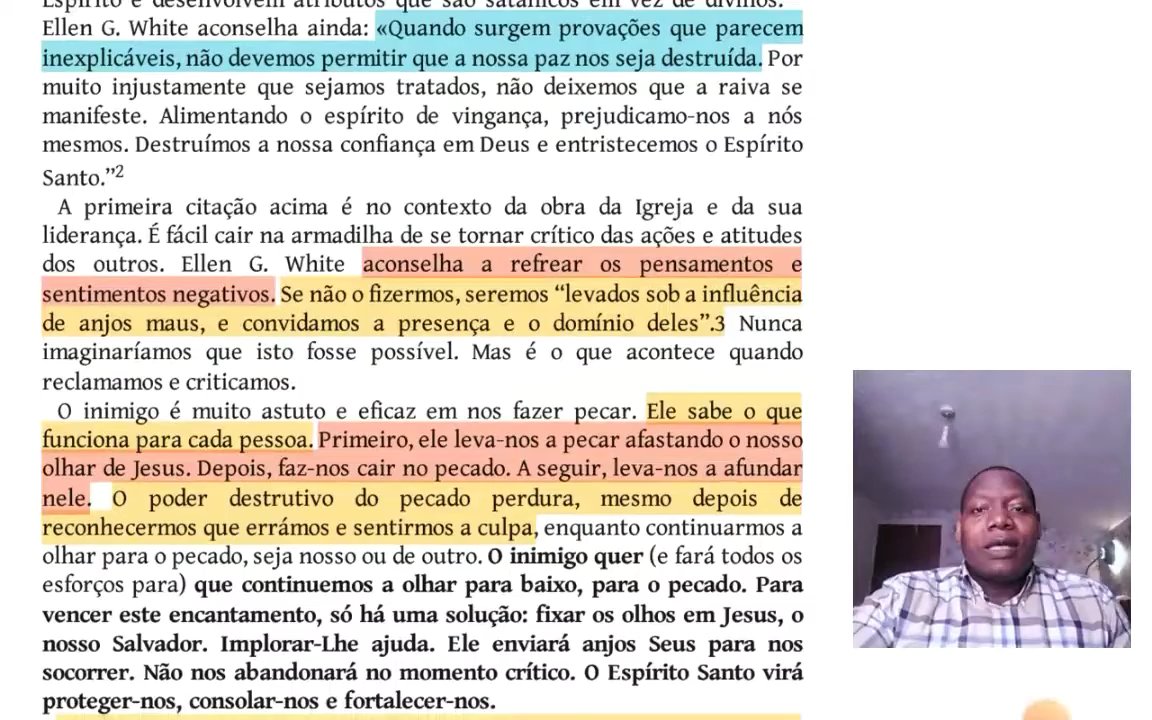 Espírito e desenvolvem atributos que são satânicos em vez de divinos.”
Ellen G. White aconselha ainda: «Quando surgem provações que parecem
inexplicáveis, não devemos permitir que a nossa paz nos seja destruída. Por
muito injustamente que sejamos tratados, não deixemos que a raiva se
manifeste. Alimentando o espírito de vingança, prejudicamo-nos a nós
mesmos. Destruímos a nossa confiança em Deus e entristecemos o Espírito
Santo.”2
A primeira citação acima é no contexto da obra da Igreja e da sua
liderança. É fácil cair na armadilha de se tornar crítico das ações e atitudes
dos outros. Ellen G. White aconselha a refrear os pensamentos e
sentimentos negativos. Se não o fizermos, seremos “levados sob a influência
de anjos maus, e convidamos a presença e o domínio deles”.3 Nunca
imaginaríamos que isto fosse possível. Mas é o que acontece quando
reclamamos e criticamos.
O inimigo é muito astuto e eficaz em nos fazer pecar. Ele sabe o que
funciona para cada pessoa. Primeiro, ele leva-nos a pecar afastando o nosso
olhar de Jesus. Depois, faz-nos cair no pecado. A seguir, leva-nos a afundar
nele. O poder destrutivo do pecado perdura, mesmo depois de
reconhecermos que errámos e sentirmos a culpa, enquanto continuarmos a
olhar para o pecado, seja nosso ou de outro. O inimigo quer (e fará todos os
esforços para) que continuemos a olhar para baixo, para o pecado. Para
vencer este encantamento, só há uma solução: fixar os olhos em Jesus, o
nosso Salvador. Implorar-Lhe ajuda. Ele enviará anjos Seus para nos
socorrer. Não nos abandonará no momento crítico. O Espírito Santo virá
proteger-nos, consolar-nos e fortalecer-nos.